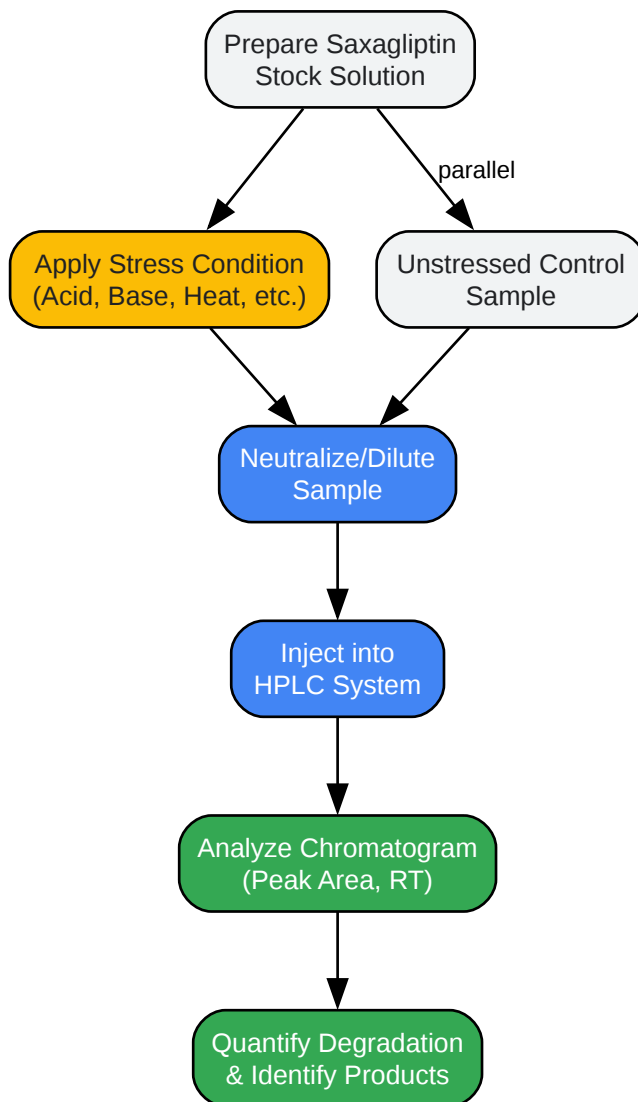 Prepare Saxagliptin
Stock Solution
parallel
Apply Stress Condition
(Acid, Base, Heat, etc.)
Unstressed Control
Sample
Neutralize/Dilute
Sample
Inject into
HPLC System
Analyze Chromatogram
(Peak Area, RT)
Quantify Degradation
& Identify Products